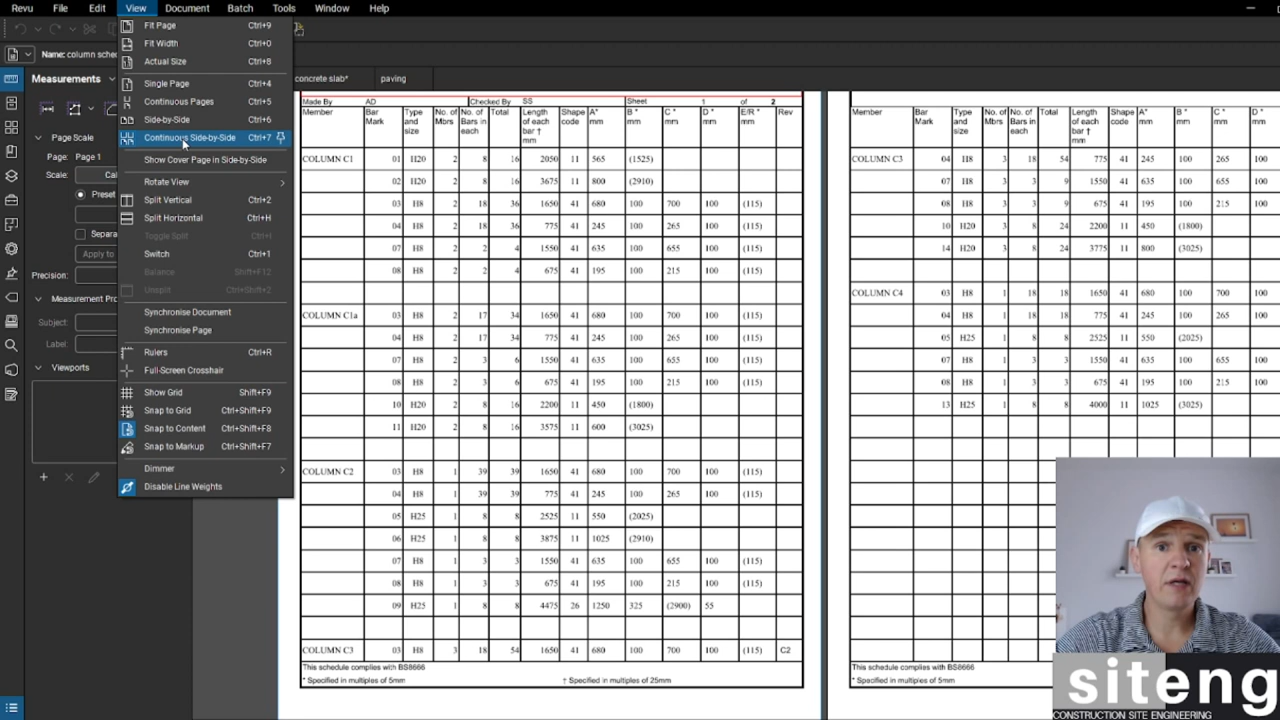 Revu File Edit View Document Batch Tools Window Help
Name: column sche
concrete slab* paving
Measurements
Page Scale
Page: Page 1
Scale: Cal
Preset
Separa
Apply to
Precision:
Measurement Pro
Subject:
Label:
Viewports
Fit Page Ctrl+9
Fit Width Ctrl+0
Actual Size Ctrl+8
Single Page Ctrl+4
Continuous Pages Ctrl+5
Side-by-Side Ctrl+6
Continuous Side-by-Side Ctrl+7
Show Cover Page in Side-by-Side
Rotate View
Split Vertical Ctrl+2
Split Horizontal Ctrl+H
Toggle Split Ctrl+I
Switch Ctrl+1
Balance Shift+F12
Unsplit Ctrl+Shift+2
Synchronise Document
Synchronise Page
Rulers Ctrl+R
Full-Screen Crosshair
Show Grid Shift+F9
Snap to Grid Ctrl+Shift+F9
Snap to Content Ctrl+Shift+F8
Snap to Markup Ctrl+Shift+F7
Dimmer
Disable Line Weights
Made By AD Checked By SS Sheet 1 of 2
Member Bar Mark Type and size No. of Mbrs No. of Bars in each Total Length of each bar † mm Shape code A* mm B * mm C * mm D * mm E/R * mm Rev
COLUMN C1 01 H20 2 8 16 2050 11 565 (1525)
02 H20 2 8 16 3675 11 800 (2910)
03 H8 2 18 36 1650 41 680 100 700 100 (115)
04 H8 2 18 36 775 41 245 100 265 100 (115)
07 H8 2 2 4 1550 41 635 100 655 100 (115)
08 H8 2 2 4 675 41 195 100 215 100 (115)
COLUMN C1a 03 H8 2 17 34 1650 41 680 100 700 100 (115)
04 H8 2 17 34 775 41 245 100 265 100 (115)
07 H8 2 3 6 1550 41 635 100 655 100 (115)
08 H8 2 3 6 675 41 195 100 215 100 (115)
10 H20 2 8 16 2200 11 450 (1800)
11 H20 2 8 16 3575 11 600 (3025)
COLUMN C2 03 H8 1 39 39 1650 41 680 100 700 100 (115)
04 H8 1 39 39 775 41 245 100 265 100 (115)
05 H25 1 8 8 2525 11 550 (2025)
06 H25 1 8 8 3875 11 1025 (2910)
07 H8 1 3 3 1550 41 635 100 655 100 (115)
08 H8 1 3 3 675 41 195 100 215 100 (115)
09 H25 1 8 8 4475 26 1250 325 (2900) 55
COLUMN C3 03 H8 3 18 54 1650 41 680 100 700 100 (115) C2
This schedule complies with BS8666
* Specified in multiples of 5mm † Specified in multiples of 25mm
Member Bar Mark Type and size No. of Mbrs No. of Bars in each Total Length of each bar † mm Shape code A* mm B * mm C * mm D * mm
COLUMN C3 04 H8 3 18 54 775 41 245 100 265 100
07 H8 3 3 9 1550 41 635 100 655 100
08 H8 3 3 9 675 41 195 100 215 100
10 H20 3 8 24 2200 11 450 (1800)
14 H20 3 8 24 3775 11 800 (3025)
COLUMN C4 03 H8 1 18 18 1650 41 680 100 700 100
04 H8 1 18 18 775 41 245 100 265 100
05 H25 1 8 8 2525 11 550 (2025)
07 H8 1 3 3 1550 41 635 100 655 100
08 H8 1 3 3 675 41 195 100 215 100
13 H25 1 8 8 4000 11 1025 (3025)
This schedule complies with BS8666
* Specified in multiples of 5mm
siteng
CONSTRUCTION SITE ENGINEERING